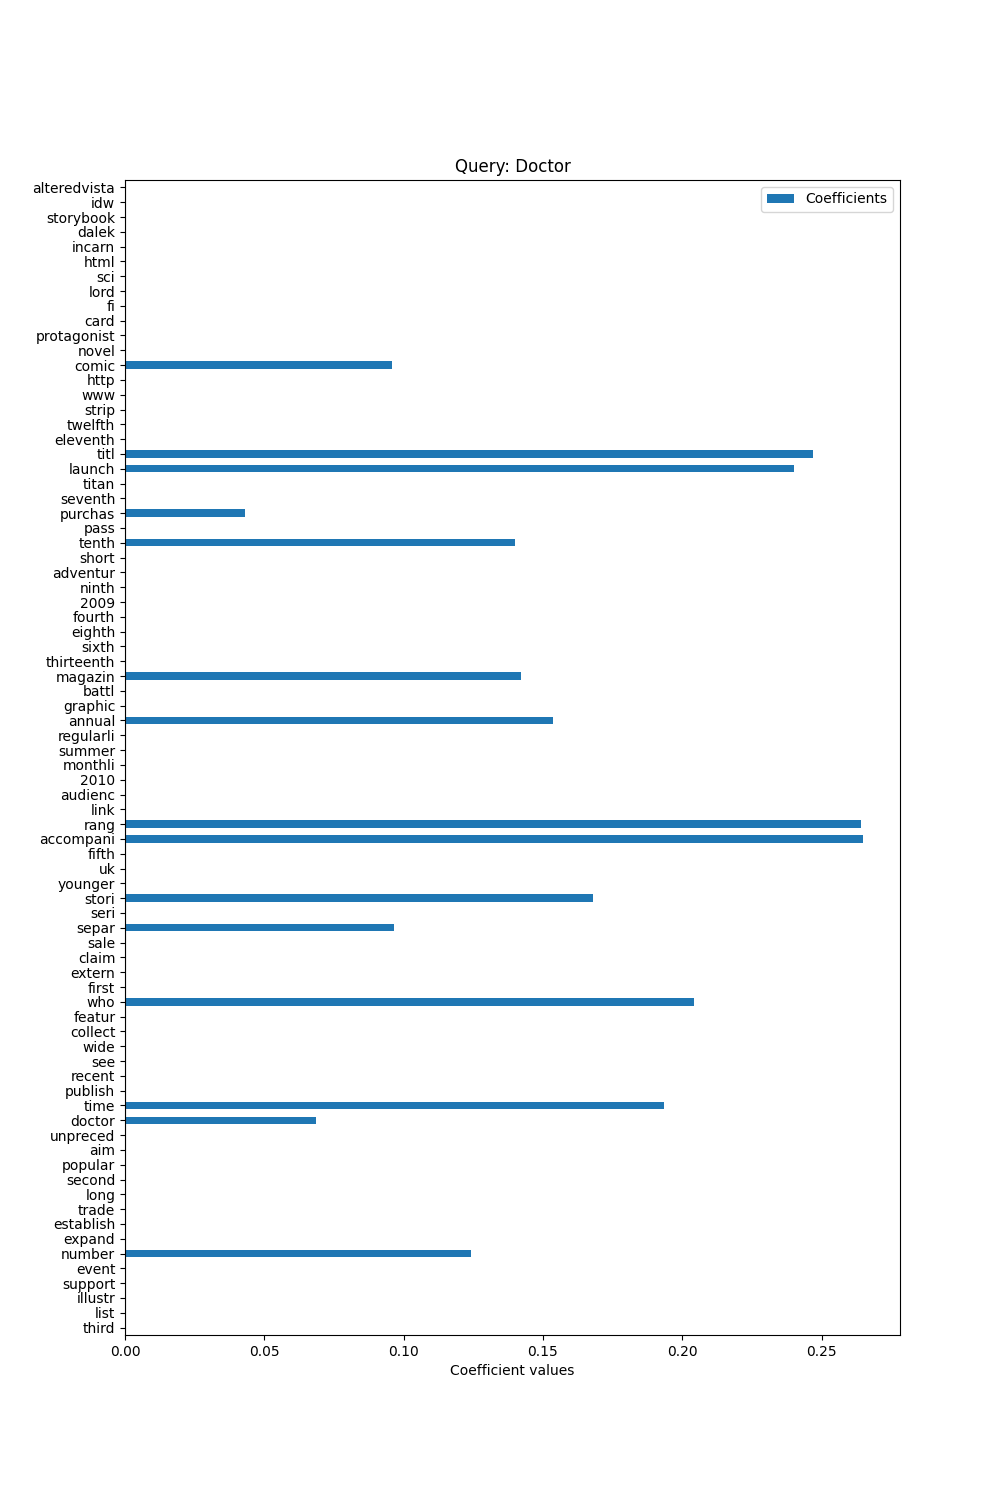 Query: Doctor
Coefficients
alteredvista
idw
storybook
dalek
incarn
html
sci
lord
fi
card
protagonist
novel
comic
http
www
strip
twelfth
eleventh
titl
launch
titan
seventh
purchas
pass
tenth
short
adventur
ninth
2009
fourth
eighth
sixth
thirteenth
magazin
battl
graphic
annual
regularli
summer
monthli
2010
audienc
link
rang
accompani
fifth
uk
younger
stori
seri
separ
sale
claim
extern
first
who
featur
collect
wide
see
recent
publish
time
doctor
unpreced
aim
popular
second
long
trade
establish
expand
number
event
support
illustr
list
third
0.00 0.05 0.10 0.15 0.20 0.25
Coefficient values